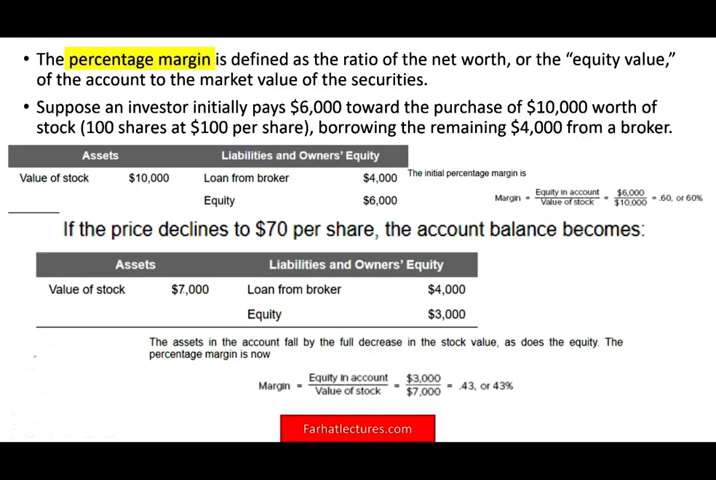 • The percentage margin is defined as the ratio of the net worth, or the “equity value,”
of the account to the market value of the securities.
• Suppose an investor initially pays $6,000 toward the purchase of $10,000 worth of
stock (100 shares at $100 per share), borrowing the remaining $4,000 from a broker.
Assets Liabilities and Owners’ Equity
Value of stock $10,000 Loan from broker $4,000
Equity $6,000
The initial percentage margin is
Margin = Equity in account / Value of stock = $6,000 / $10,000 = .60, or 60%
If the price declines to $70 per share, the account balance becomes:
Assets Liabilities and Owners’ Equity
Value of stock $7,000 Loan from broker $4,000
Equity $3,000
The assets in the account fall by the full decrease in the stock value, as does the equity. The
percentage margin is now
Margin = Equity in account / Value of stock = $3,000 / $7,000 = .43, or 43%
Farhatlectures.com